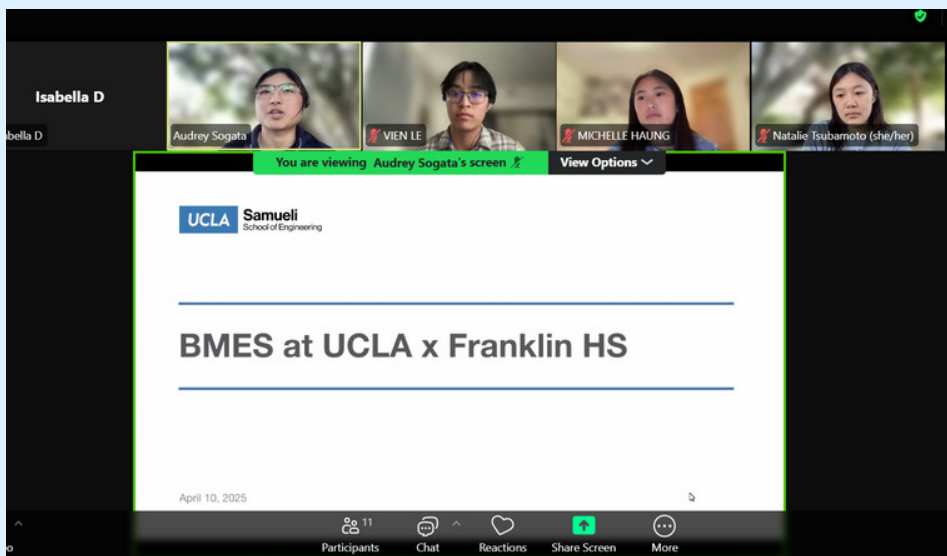 Isabella D
abella D
Audrey Sogata
VIEN LE
MICHELLE HAUNG
Natalie Tsubamoto (she/her)
You are viewing Audrey Sogata's screen
View Options
UCLA
Samueli
School of Engineering
BMES at UCLA x Franklin HS
April 10, 2025
11
o
Participants
Chat
Reactions
Share Screen
More